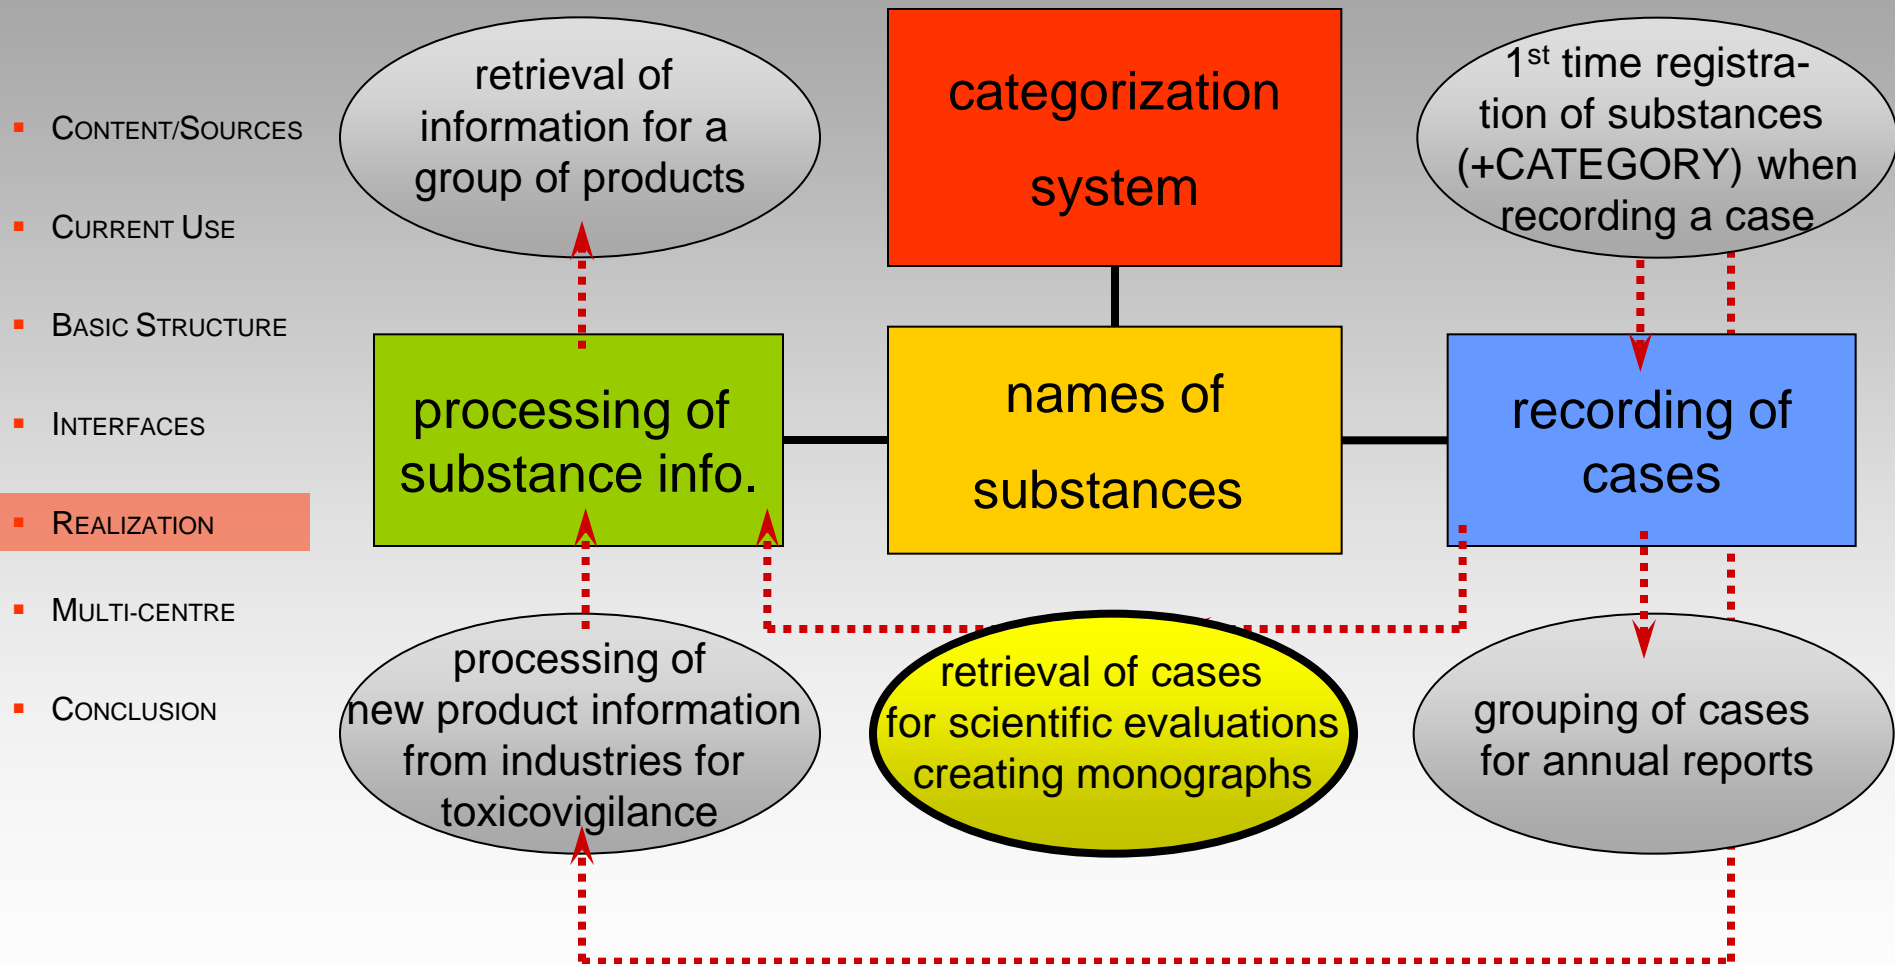 CONTENT/SOURCES
CURRENT USE
BASIC STRUCTURE
INTERFACES
REALIZATION
MULTI-CENTRE
CONCLUSION
retrieval of
information for a
group of products
categorization
system
1st time registra-
tion of substances
(+CATEGORY) when
recording a case
processing of
substance info.
names of
substances
recording of
cases
processing of
new product information
from industries for
toxicovigilance
retrieval of cases
for scientific evaluations
creating monographs
grouping of cases
for annual reports